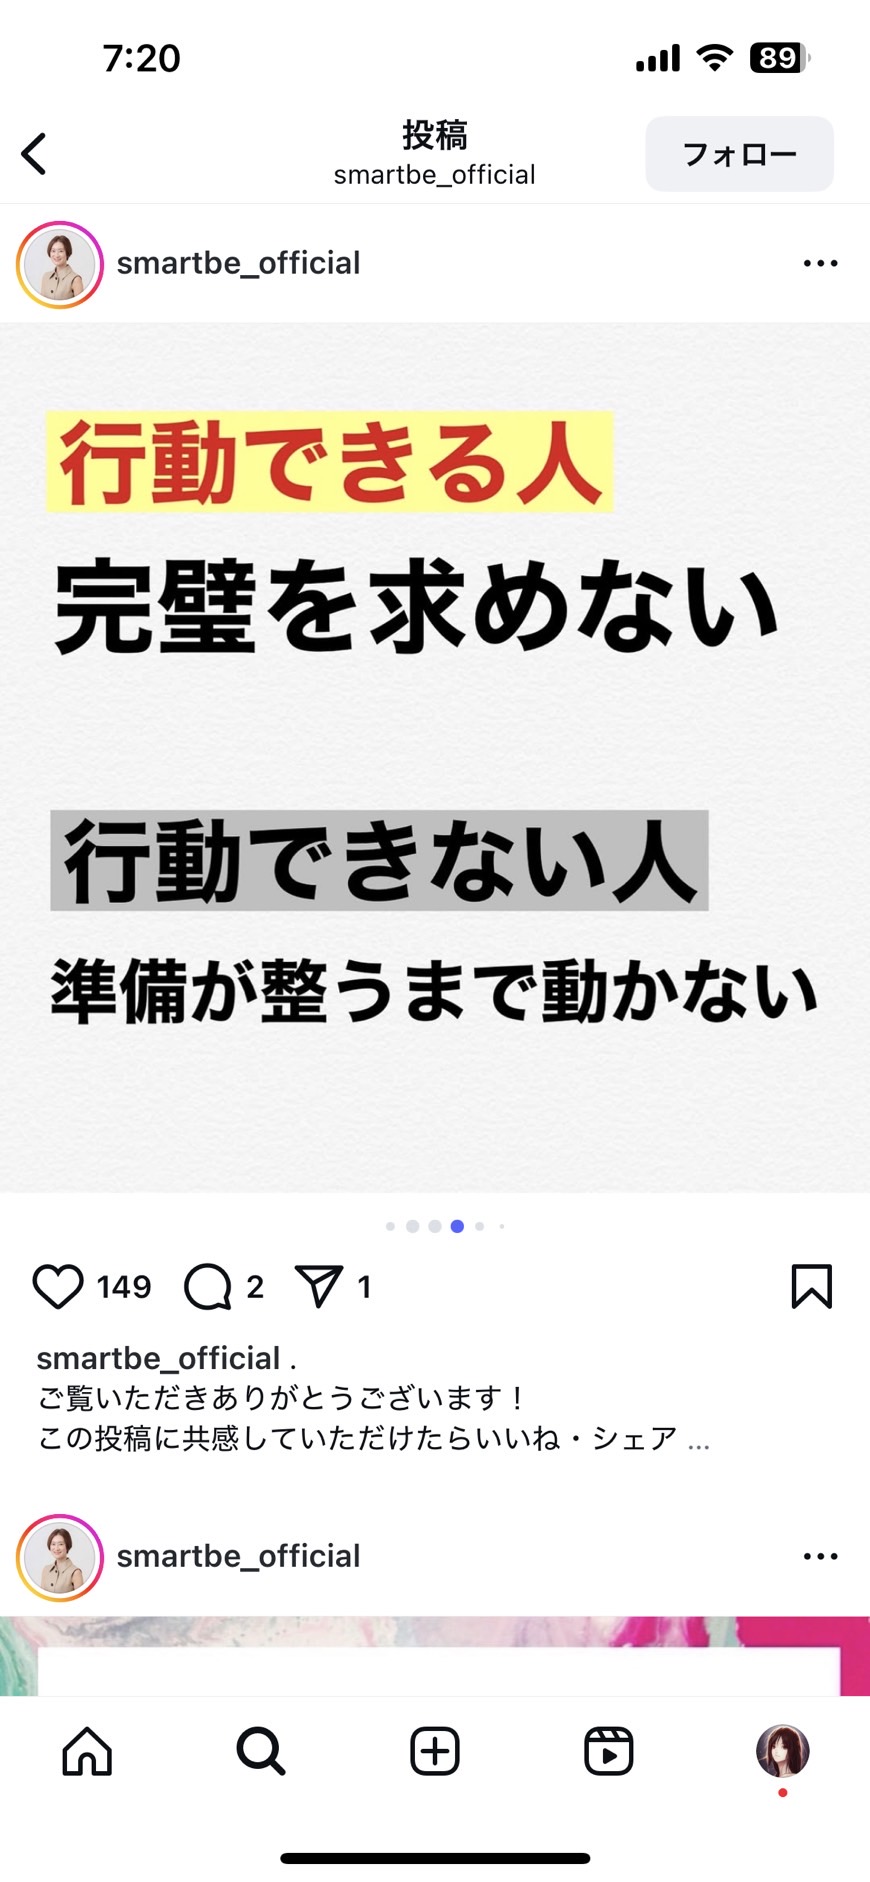 7:20
89
投稿
smartbe_official
フォロー
smartbe_official
行動できる人
完璧を求めない
行動できない人
準備が整うまで動かない
149
2
1
smartbe_official .
ご覧いただきありがとうございます！
この投稿に共感していただけたらいいね・シェア ...
smartbe_official